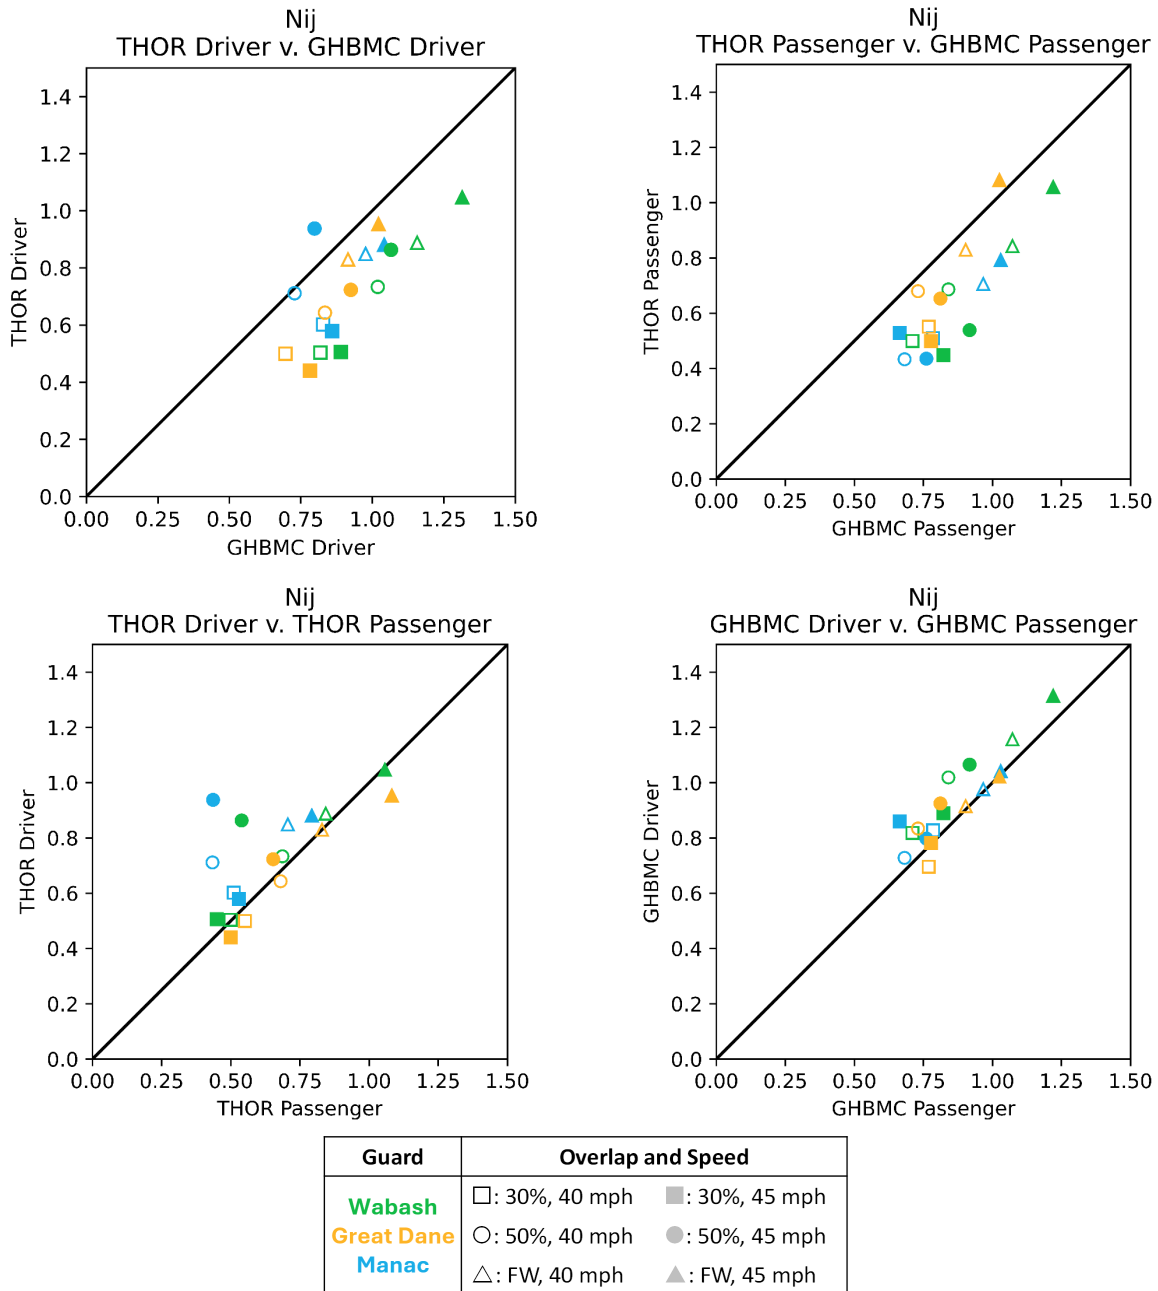 Nij
THOR Driver v. GHBMC Driver
1.4
1.2
1.0
0.8
0.6
0.4
0.2
0.0
THOR Driver
0.00 0.25 0.50 0.75 1.00 1.25 1.50
GHBMC Driver
Nij
THOR Passenger v. GHBMC Passenger
1.4
1.2
1.0
0.8
0.6
0.4
0.2
0.0
THOR Passenger
0.00 0.25 0.50 0.75 1.00 1.25 1.50
GHBMC Passenger
Nij
THOR Driver v. THOR Passenger
1.4
1.2
1.0
0.8
0.6
0.4
0.2
0.0
THOR Driver
0.00 0.25 0.50 0.75 1.00 1.25 1.50
THOR Passenger
Nij
GHBMC Driver v. GHBMC Passenger
1.4
1.2
1.0
0.8
0.6
0.4
0.2
0.0
GHBMC Driver
0.00 0.25 0.50 0.75 1.00 1.25 1.50
GHBMC Passenger
Guard
Overlap and Speed
Wabash
Great Dane
Manac
: 30%, 40 mph : 30%, 45 mph
: 50%, 40 mph : 50%, 45 mph
: FW, 40 mph : FW, 45 mph